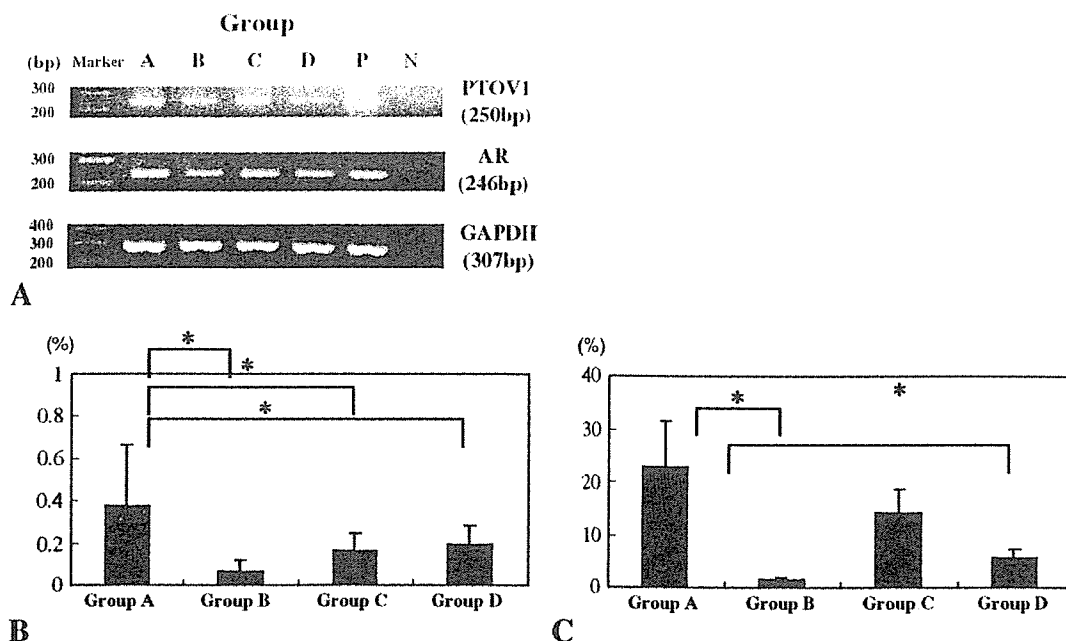 Group
(bp) Marker A B C D P N
300
200
PTOV1
(250bp)
300
200
AR
(246bp)
400
300
200
GAPDH
(307bp)
A
(%)
1
0.8
0.6
0.4
0.2
0
*
*
*
Group A Group B Group C Group D
B
(%)
40
30
20
10
0
*
*
Group A Group B Group C Group D
C